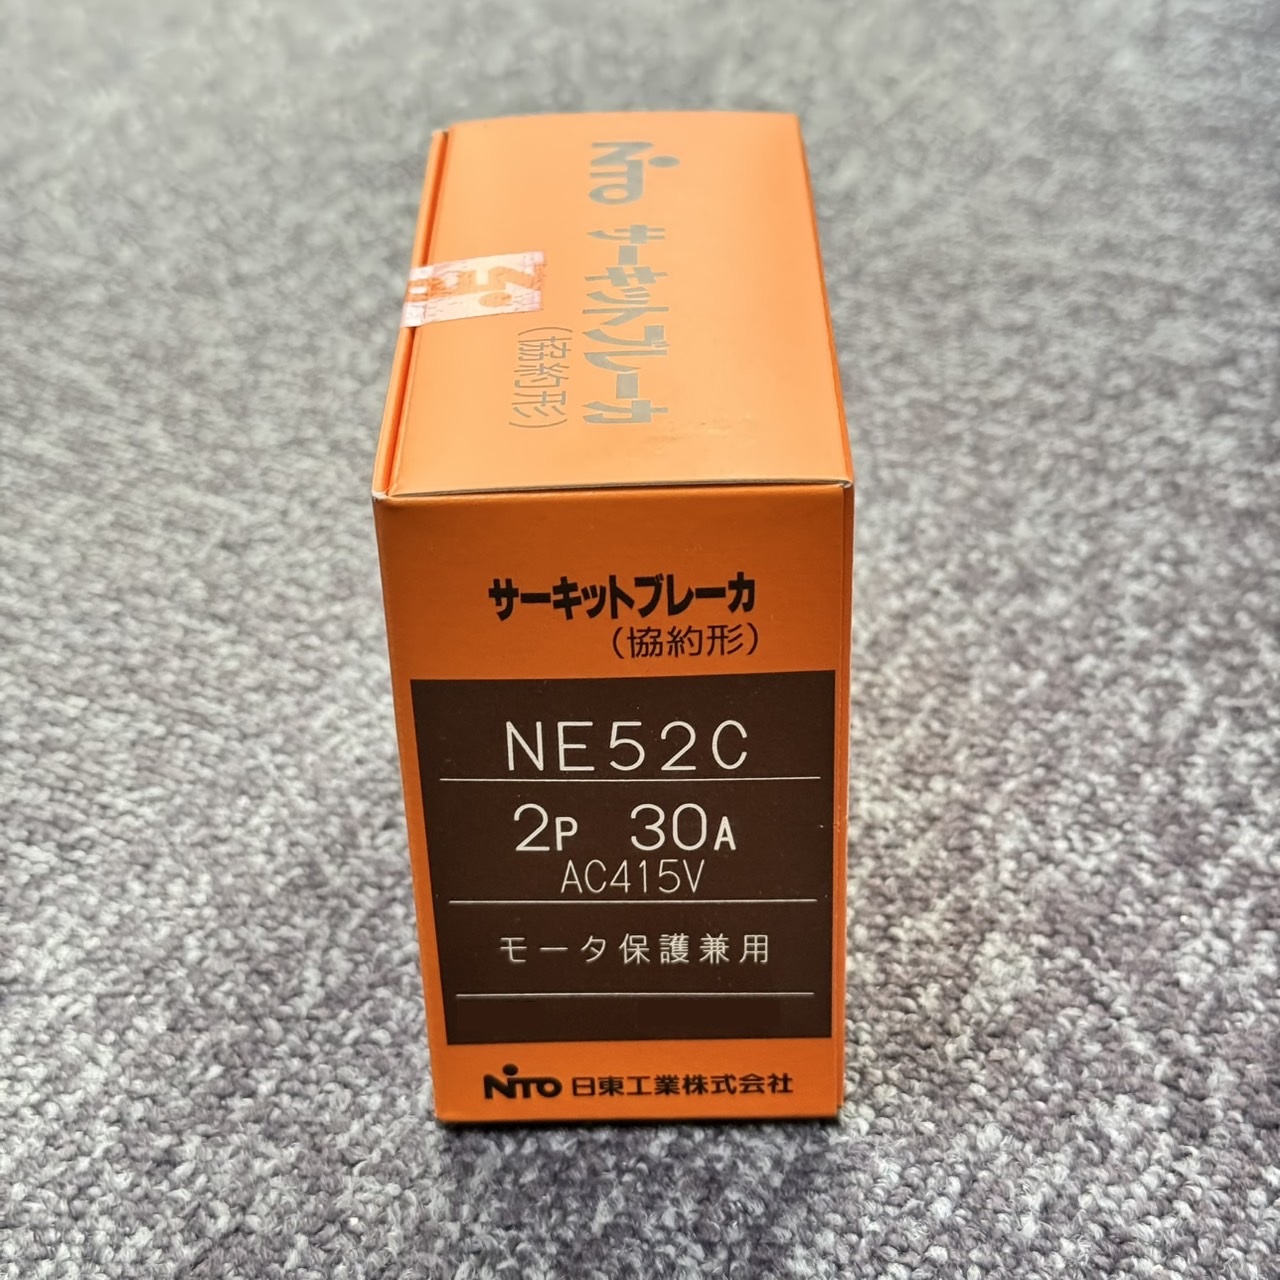 NITO サーキットブレーカ
(協約形)
サーキットブレーカ
(協約形)
NE52C
2P 30A
AC415V
モータ保護兼用
NITO 日東工業株式会社